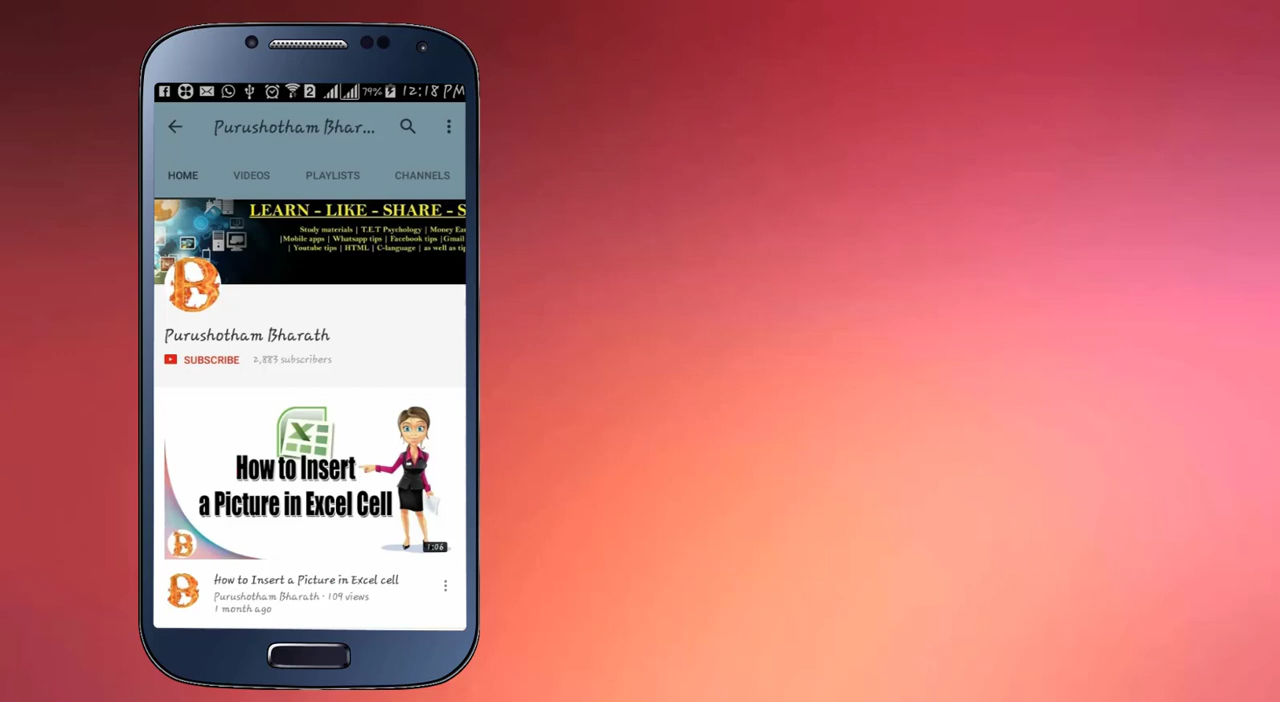 2 79% 12:18 PM
Purushotham Bhar...
HOME VIDEOS PLAYLISTS CHANNELS
LEARN - LIKE - SHARE - S
Study materials | T.E.T Psychology | Money Ea
|Mobile apps | Whatsapp tips | Facebook tips |Gmail
| Youtube tips | HTML | C-language | as well as tip
B
Purushotham Bharath
SUBSCRIBE 2,883 subscribers
X
How to Insert
a Picture in Excel Cell
B
1:06
B
How to Insert a Picture in Excel cell
Purushotham Bharath · 109 views
1 month ago